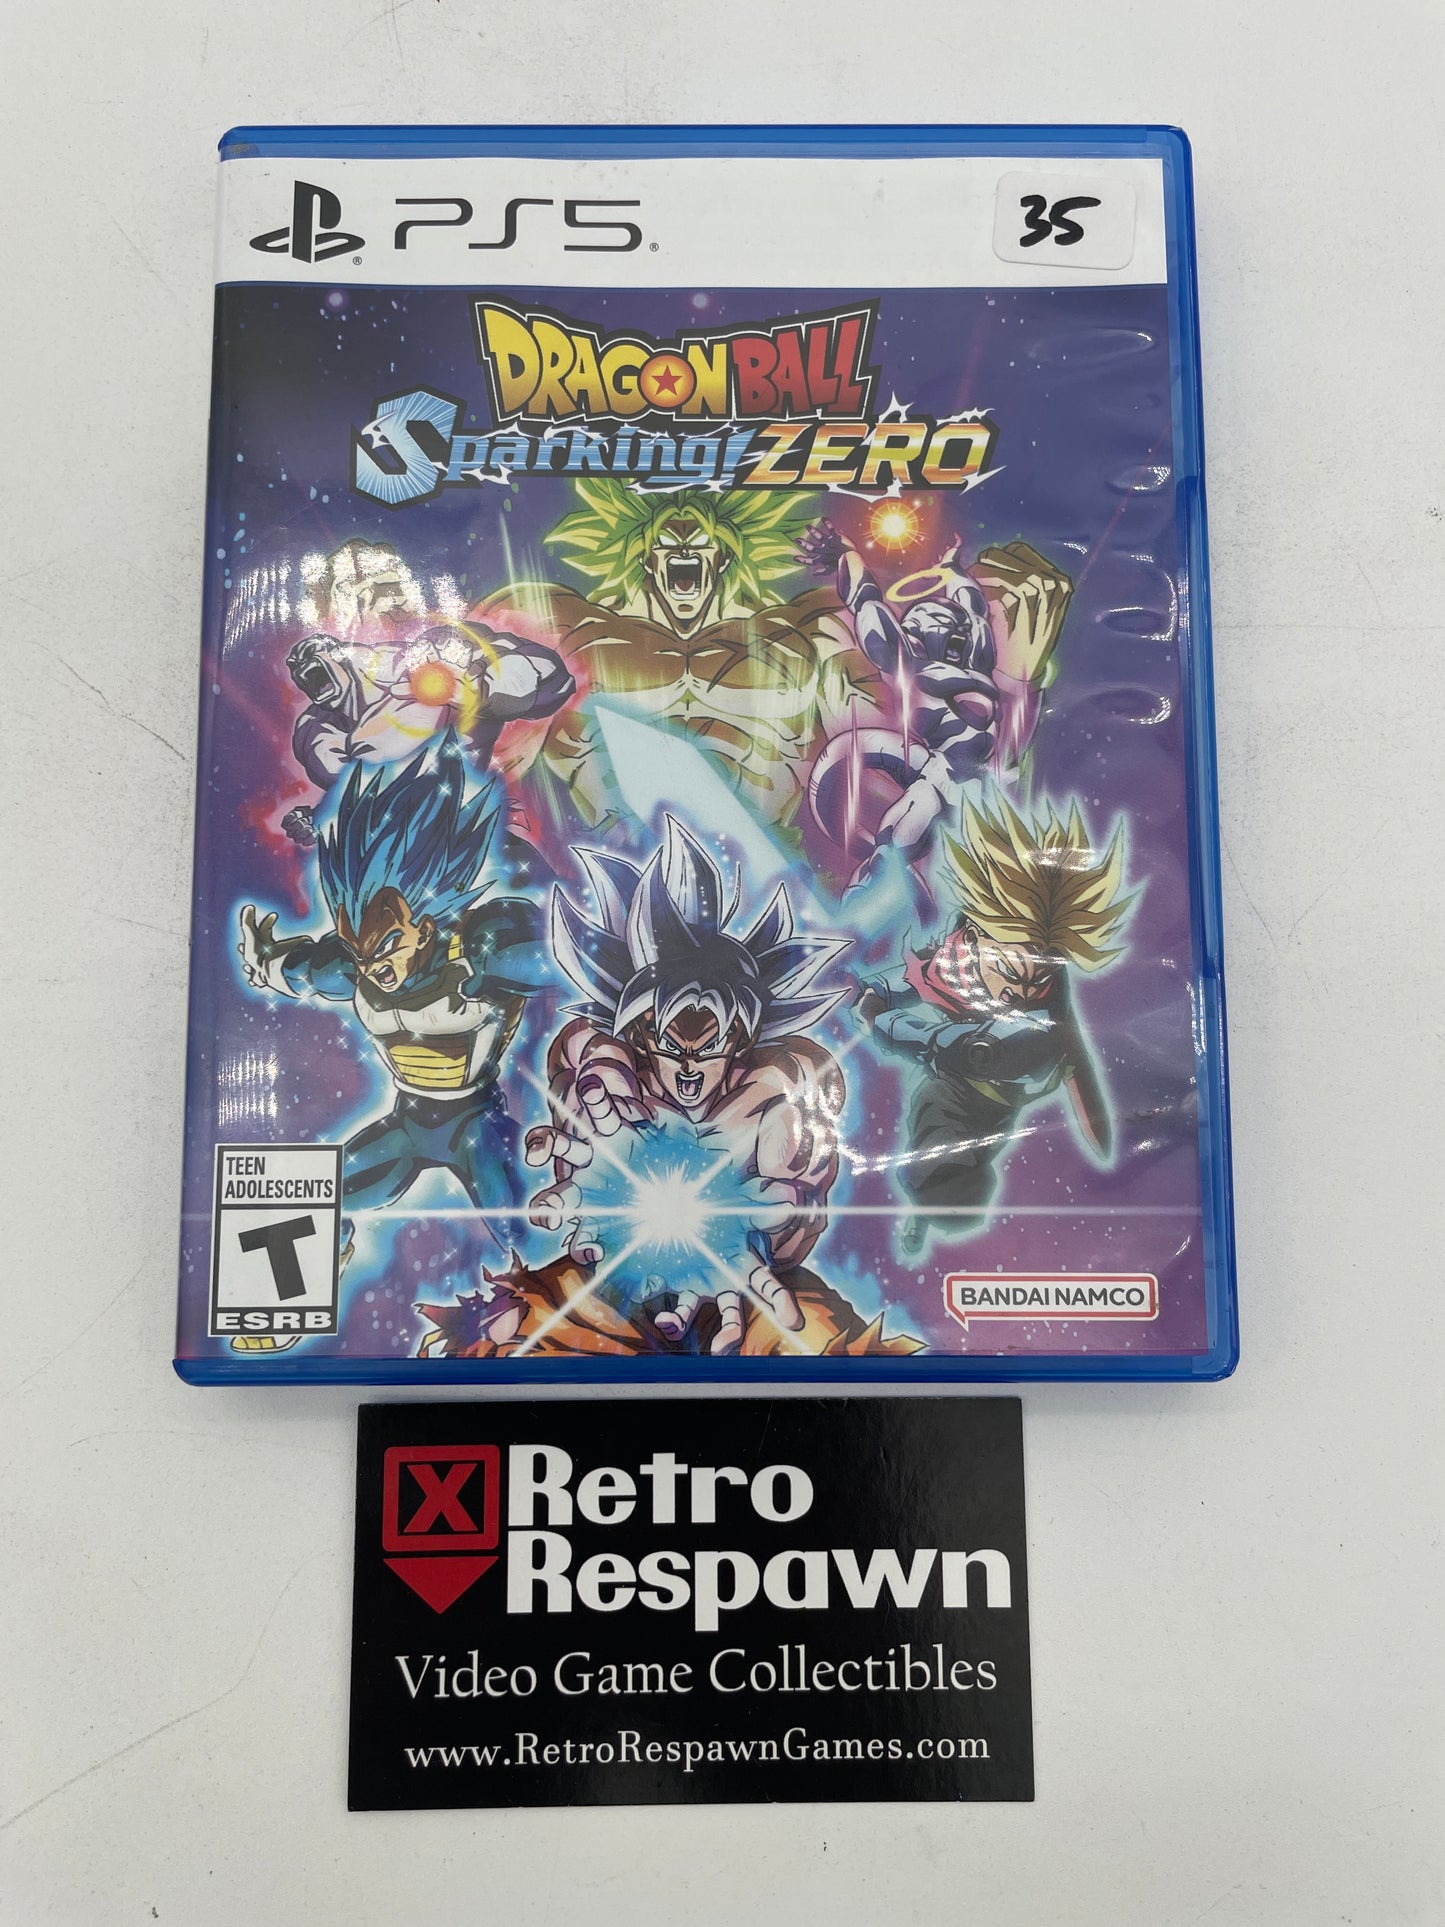 PS5®
35
DRAGON BALL
Sparking! ZERO
TEEN
ADOLESCENTS
T
ESRB
BANDAI NAMCO
X Retro
Respawn
Video Game Collectibles
www.RetroRespawnGames.com